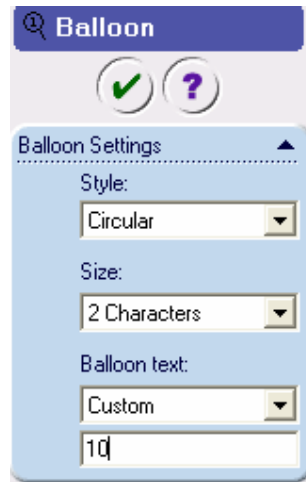 Balloon
?
Balloon Settings
Style:
Circular
Size:
2 Characters
Balloon text:
Custom
10